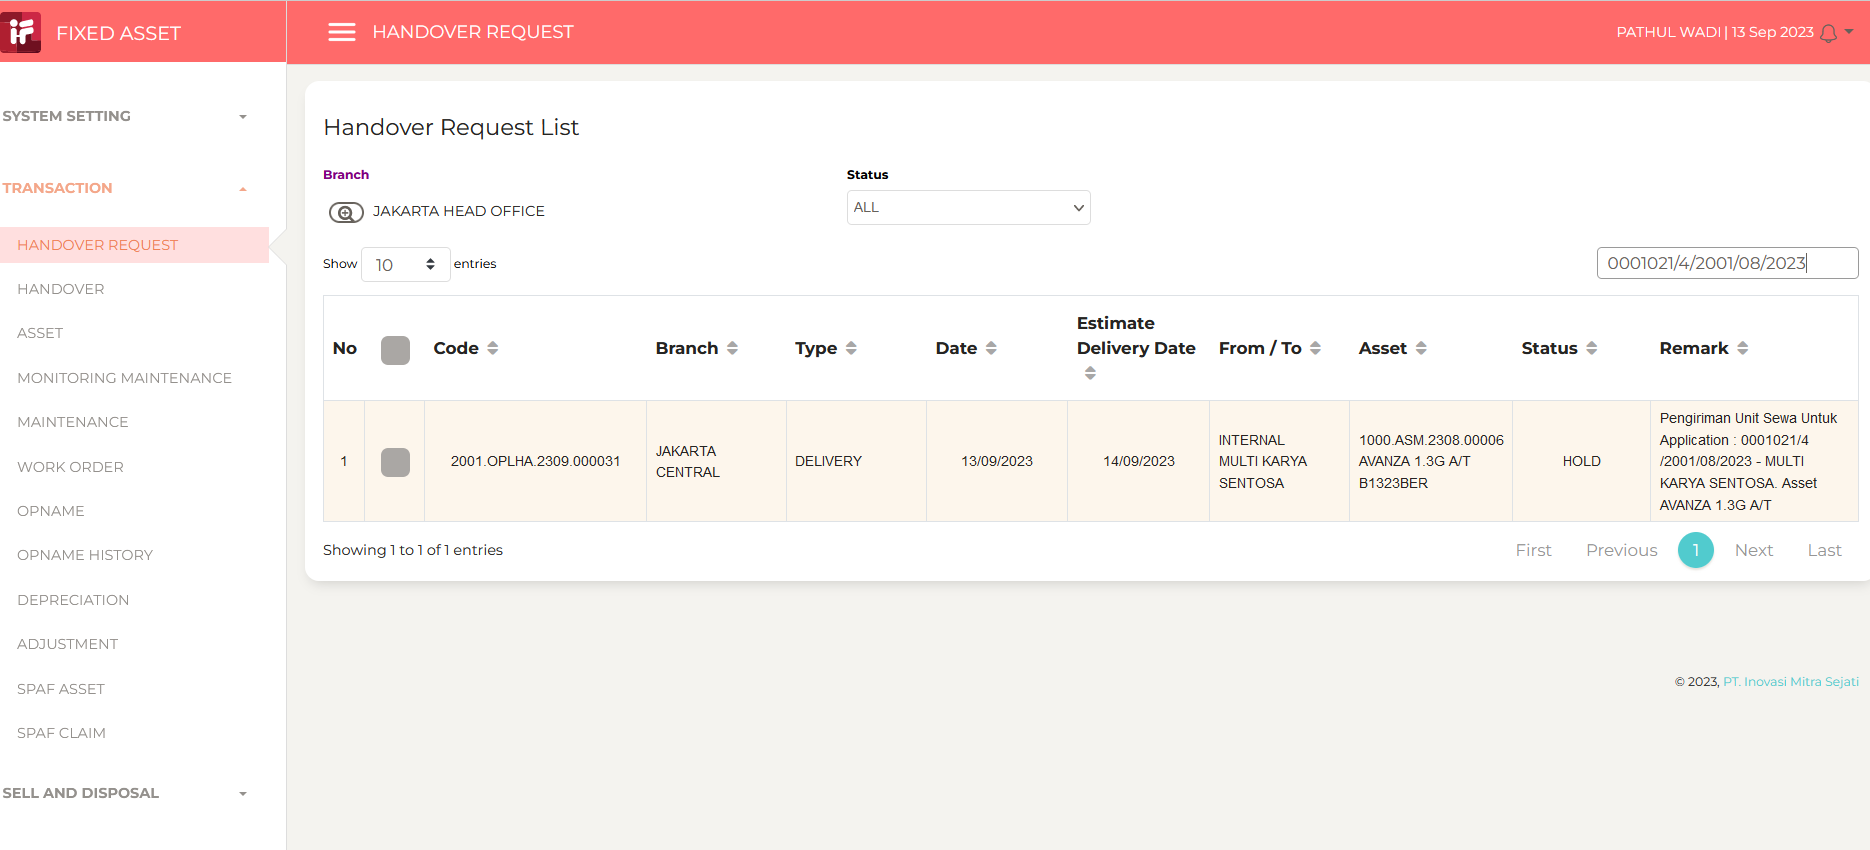 FIXED ASSET
HANDOVER REQUEST
PATHUL WADI | 13 Sep 2023
SYSTEM SETTING
TRANSACTION
HANDOVER REQUEST
HANDOVER
ASSET
MONITORING MAINTENANCE
MAINTENANCE
WORK ORDER
OPNAME
OPNAME HISTORY
DEPRECIATION
ADJUSTMENT
SPAF ASSET
SPAF CLAIM
SELL AND DISPOSAL
Handover Request List
Branch
JAKARTA HEAD OFFICE
Status
ALL
Show 10 entries
0001021/4/2001/08/2023
No
Code
Branch
Type
Date
Estimate
Delivery Date
From / To
Asset
Status
Remark
1
2001.OPLHA.2309.000031
JAKARTA
CENTRAL
DELIVERY
13/09/2023
14/09/2023
INTERNAL
MULTI KARYA
SENTOSA
1000.ASM.2308.00006
AVANZA 1.3G A/T
B1323BER
HOLD
Pengiriman Unit Sewa Untuk
Application : 0001021/4
/2001/08/2023 - MULTI
KARYA SENTOSA. Asset
AVANZA 1.3G A/T
Showing 1 to 1 of 1 entries
First Previous 1 Next Last
© 2023, PT. Inovasi Mitra Sejati